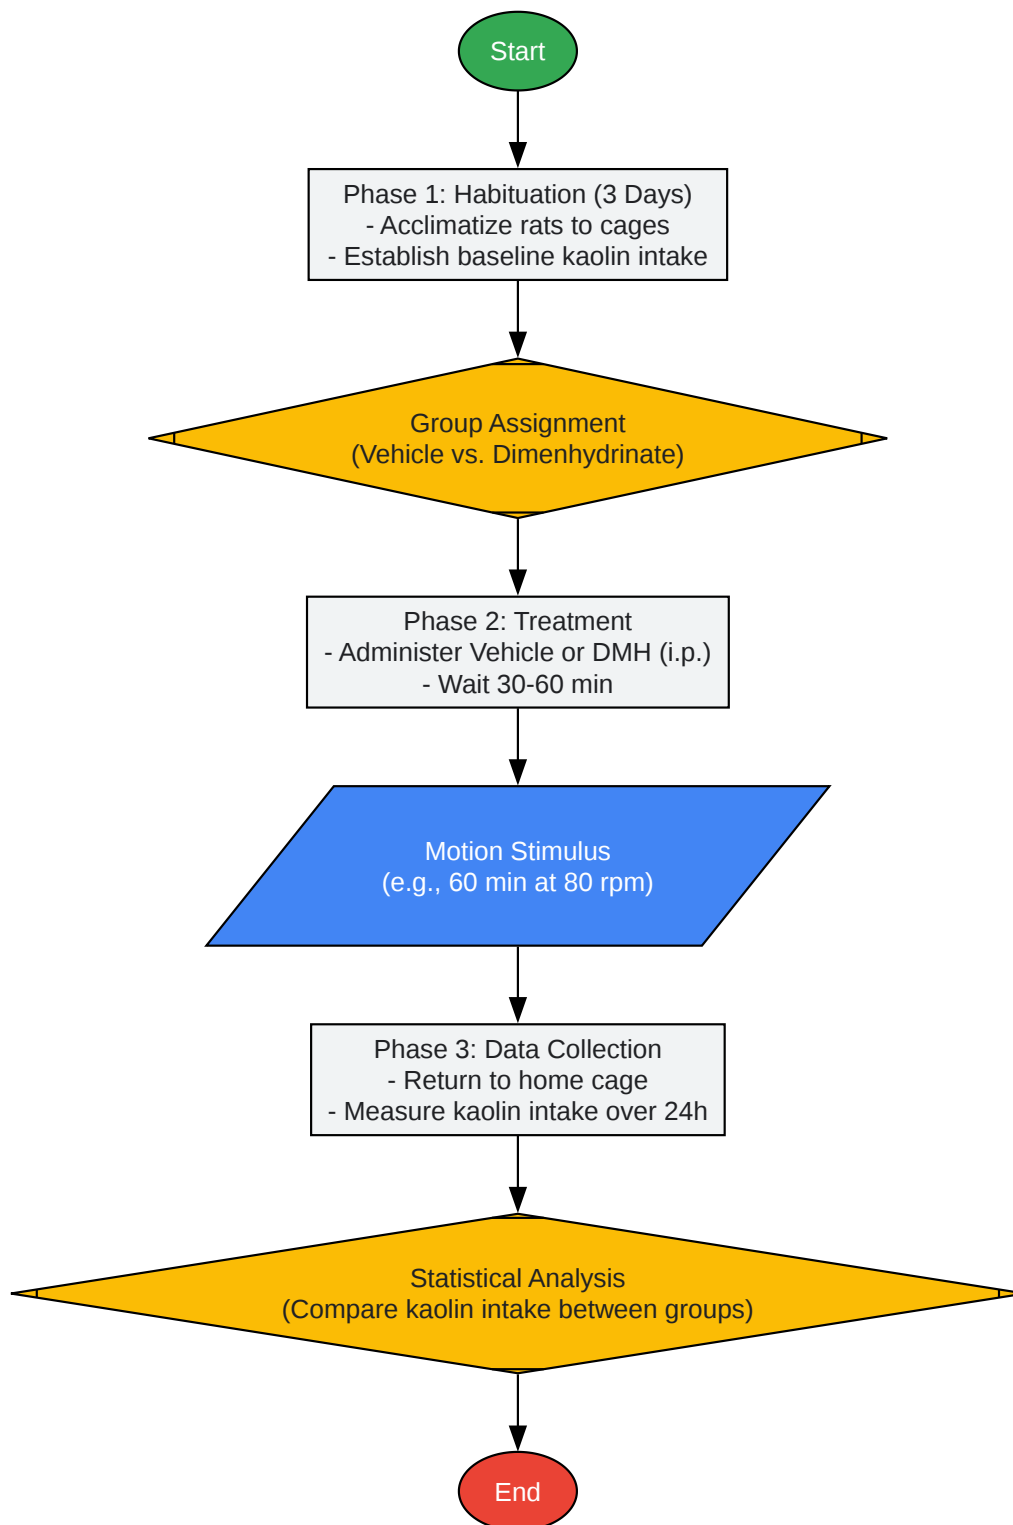 Start
Phase 1: Habituation (3 Days)
- Acclimatize rats to cages
- Establish baseline kaolin intake
Group Assignment
(Vehicle vs. Dimenhydrinate)
Phase 2: Treatment
- Administer Vehicle or DMH (i.p.)
- Wait 30-60 min
Motion Stimulus
(e.g., 60 min at 80 rpm)
Phase 3: Data Collection
- Return to home cage
- Measure kaolin intake over 24h
Statistical Analysis
(Compare kaolin intake between groups)
End